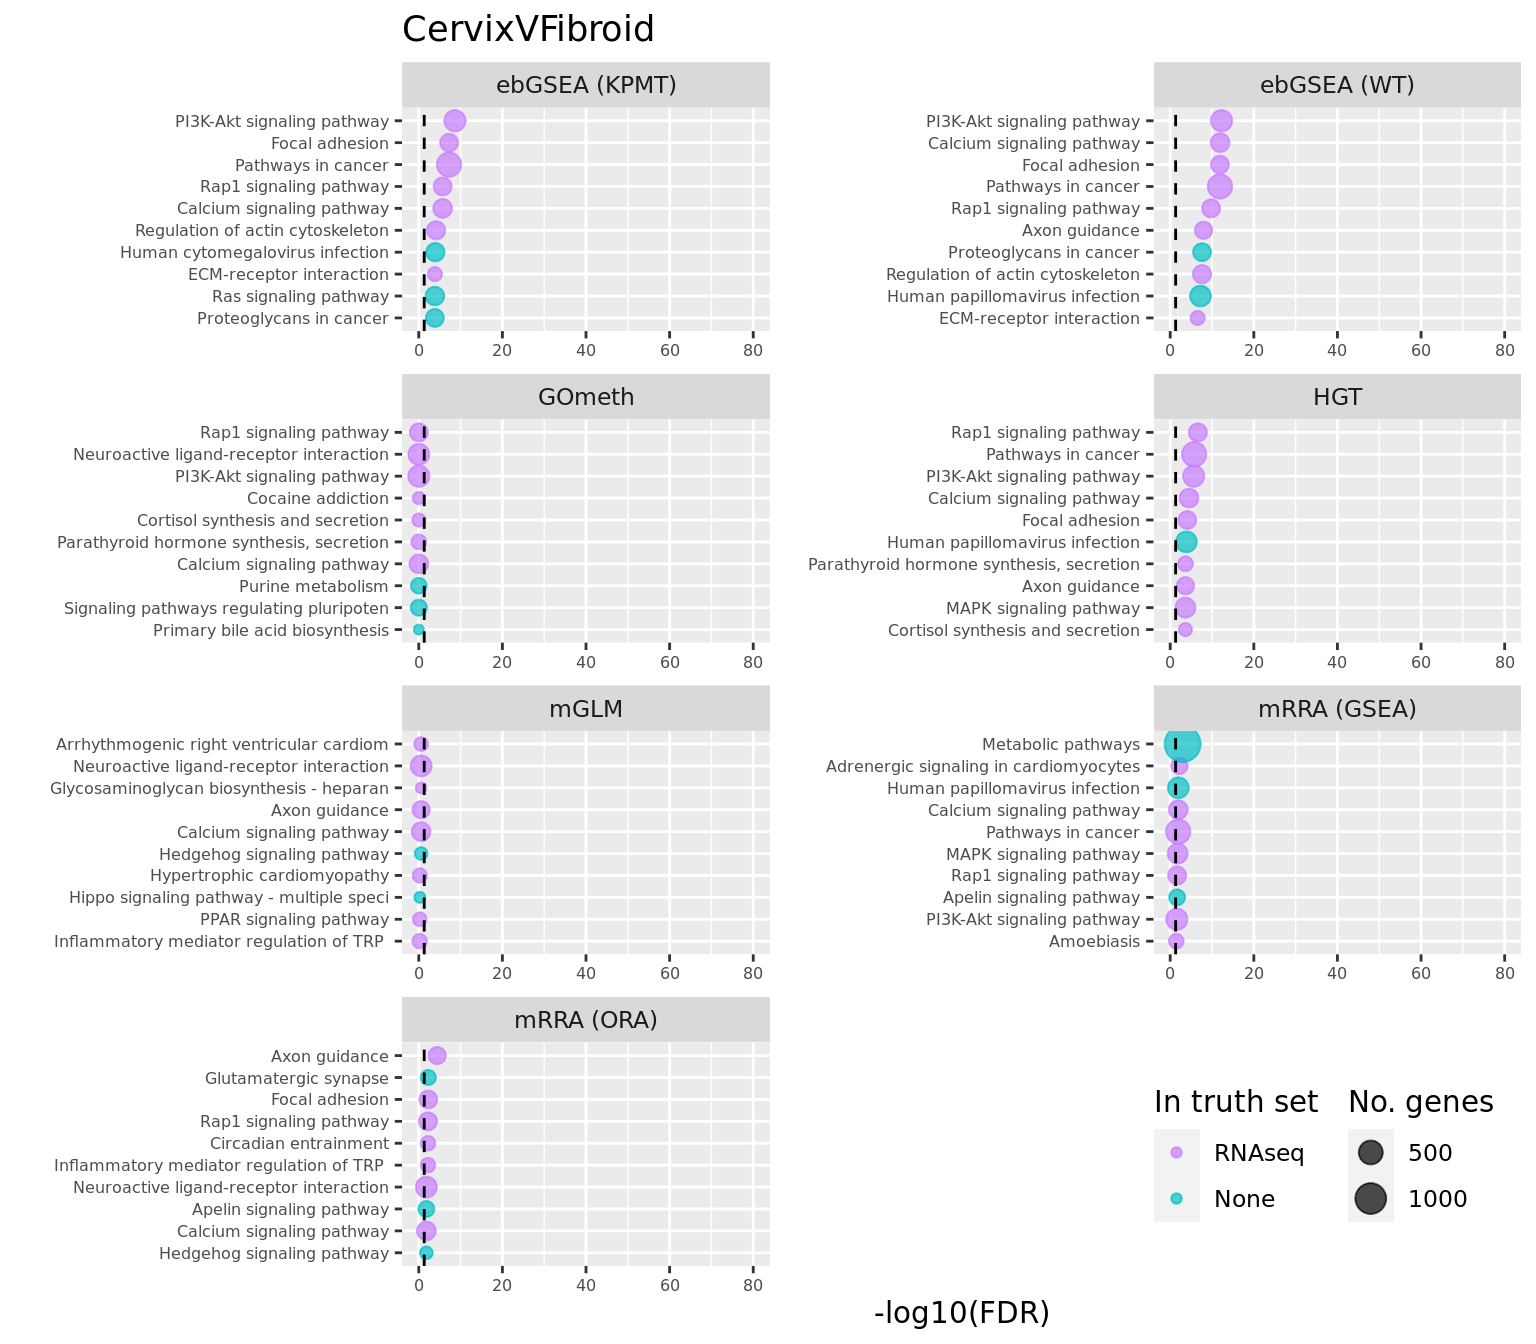 CervixVFibroid
ebGSEA (KPMT)
PI3K-Akt signaling pathway
Focal adhesion
Pathways in cancer
Rap1 signaling pathway
Calcium signaling pathway
Regulation of actin cytoskeleton
Human cytomegalovirus infection
ECM-receptor interaction
Ras signaling pathway
Proteoglycans in cancer
0 20 40 60 80
ebGSEA (WT)
PI3K-Akt signaling pathway
Calcium signaling pathway
Focal adhesion
Pathways in cancer
Rap1 signaling pathway
Axon guidance
Proteoglycans in cancer
Regulation of actin cytoskeleton
Human papillomavirus infection
ECM-receptor interaction
0 20 40 60 80
GOmeth
Rap1 signaling pathway
Neuroactive ligand-receptor interaction
PI3K-Akt signaling pathway
Cocaine addiction
Cortisol synthesis and secretion
Parathyroid hormone synthesis, secretion
Calcium signaling pathway
Purine metabolism
Signaling pathways regulating pluripoten
Primary bile acid biosynthesis
0 20 40 60 80
HGT
Rap1 signaling pathway
Pathways in cancer
PI3K-Akt signaling pathway
Calcium signaling pathway
Focal adhesion
Human papillomavirus infection
Parathyroid hormone synthesis, secretion
Axon guidance
MAPK signaling pathway
Cortisol synthesis and secretion
0 20 40 60 80
mGLM
Arrhythmogenic right ventricular cardiom
Neuroactive ligand-receptor interaction
Glycosaminoglycan biosynthesis - heparan
Axon guidance
Calcium signaling pathway
Hedgehog signaling pathway
Hypertrophic cardiomyopathy
Hippo signaling pathway - multiple speci
PPAR signaling pathway
Inflammatory mediator regulation of TRP
0 20 40 60 80
mRRA (GSEA)
Metabolic pathways
Adrenergic signaling in cardiomyocytes
Human papillomavirus infection
Calcium signaling pathway
Pathways in cancer
MAPK signaling pathway
Rap1 signaling pathway
Apelin signaling pathway
PI3K-Akt signaling pathway
Amoebiasis
0 20 40 60 80
mRRA (ORA)
Axon guidance
Glutamatergic synapse
Focal adhesion
Rap1 signaling pathway
Circadian entrainment
Inflammatory mediator regulation of TRP
Neuroactive ligand-receptor interaction
Apelin signaling pathway
Calcium signaling pathway
Hedgehog signaling pathway
0 20 40 60 80
In truth set
RNAseq
None
No. genes
500
1000
-log10(FDR)